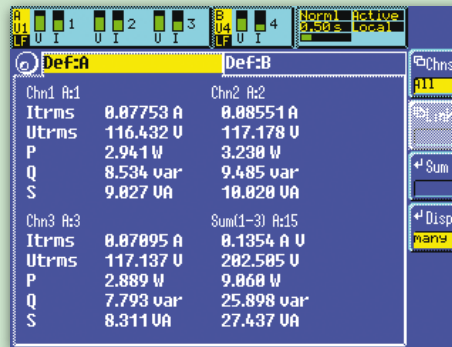 A B Norml Active
U1 1 2 3 U4 4 0.50s Local
LF U I U I U I LF U I
Def:A Def:B Chns
All
Chn1 A:1 Chn2 A:2
Itrms 0.07753 A 0.08551 A
Utrms 116.432 V 117.178 V
P 2.941 W 3.230 W
Q 8.534 var 9.485 var
S 9.027 VA 10.020 VA
Link
Sum
Chn3 A:3 Sum(1-3) A:15
Itrms 0.07095 A 0.1354 A V
Utrms 117.137 V 202.505 V
P 2.889 W 9.060 W
Q 7.793 var 25.898 var
S 8.311 VA 27.437 VA
Disp
many